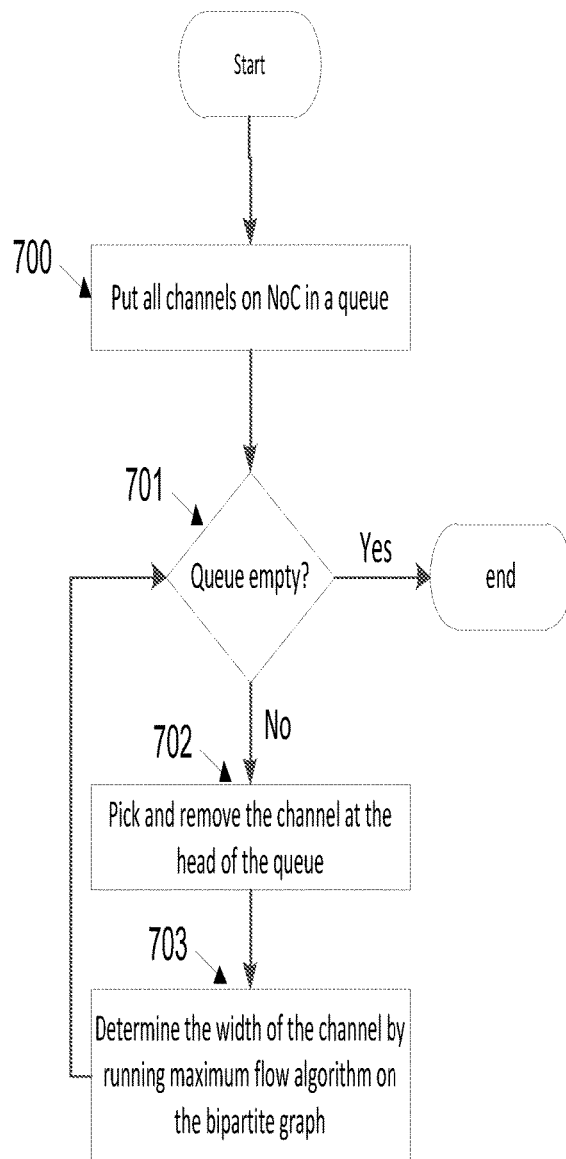 Start
700
Put all channels on NoC in a queue
701
Queue empty?
Yes
end
No
702
Pick and remove the channel at the
head of the queue
703
Determine the width of the channel by
running maximum flow algorithm on
the bipartite graph